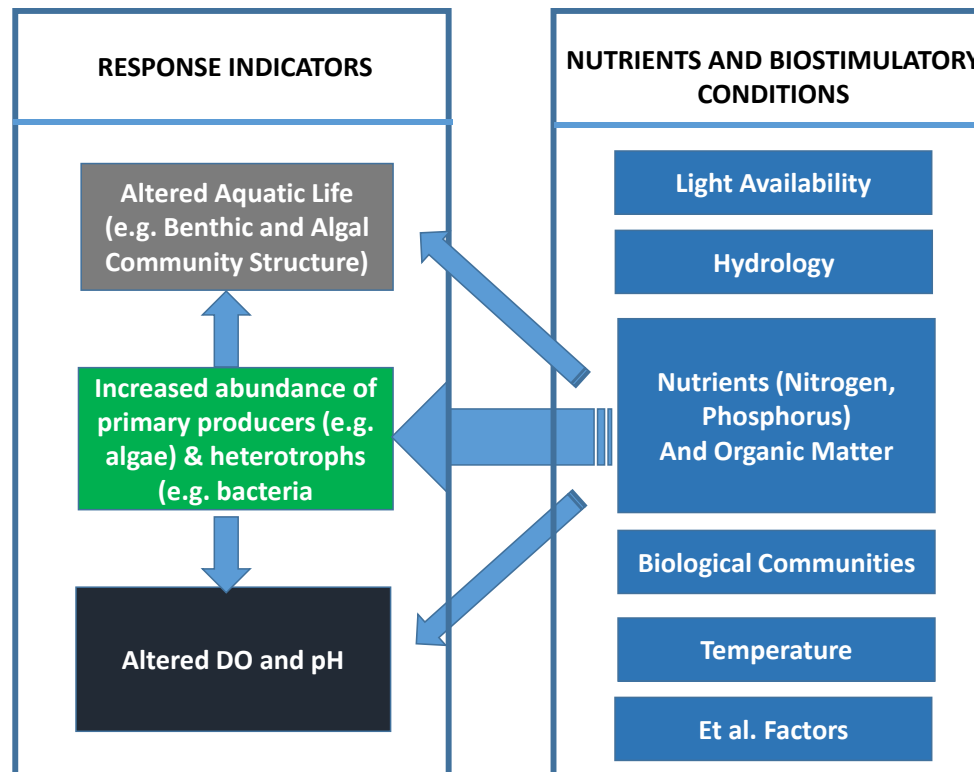 RESPONSE INDICATORS
Altered Aquatic Life
(e.g. Benthic and Algal
Community Structure)
Increased abundance of
primary producers (e.g.
algae) & heterotrophs
(e.g. bacteria
Altered DO and pH
NUTRIENTS AND BIOSTIMULATORY
CONDITIONS
Light Availability
Hydrology
Nutrients (Nitrogen,
Phosphorus)
And Organic Matter
Biological Communities
Temperature
Et al. Factors